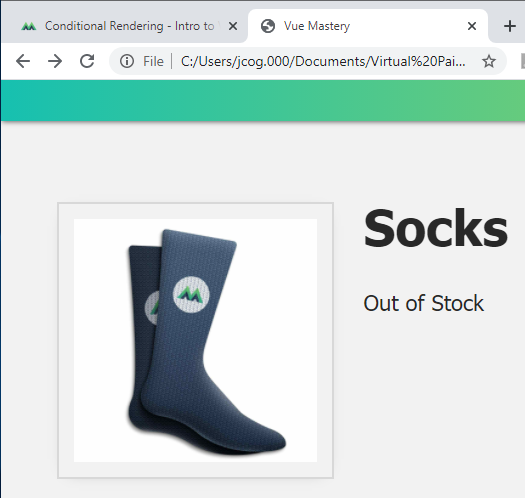 Conditional Rendering - Intro to
Vue Mastery
File
C:/Users/jcog.000/Documents/Virtual%20Pai...
Socks
Out of Stock